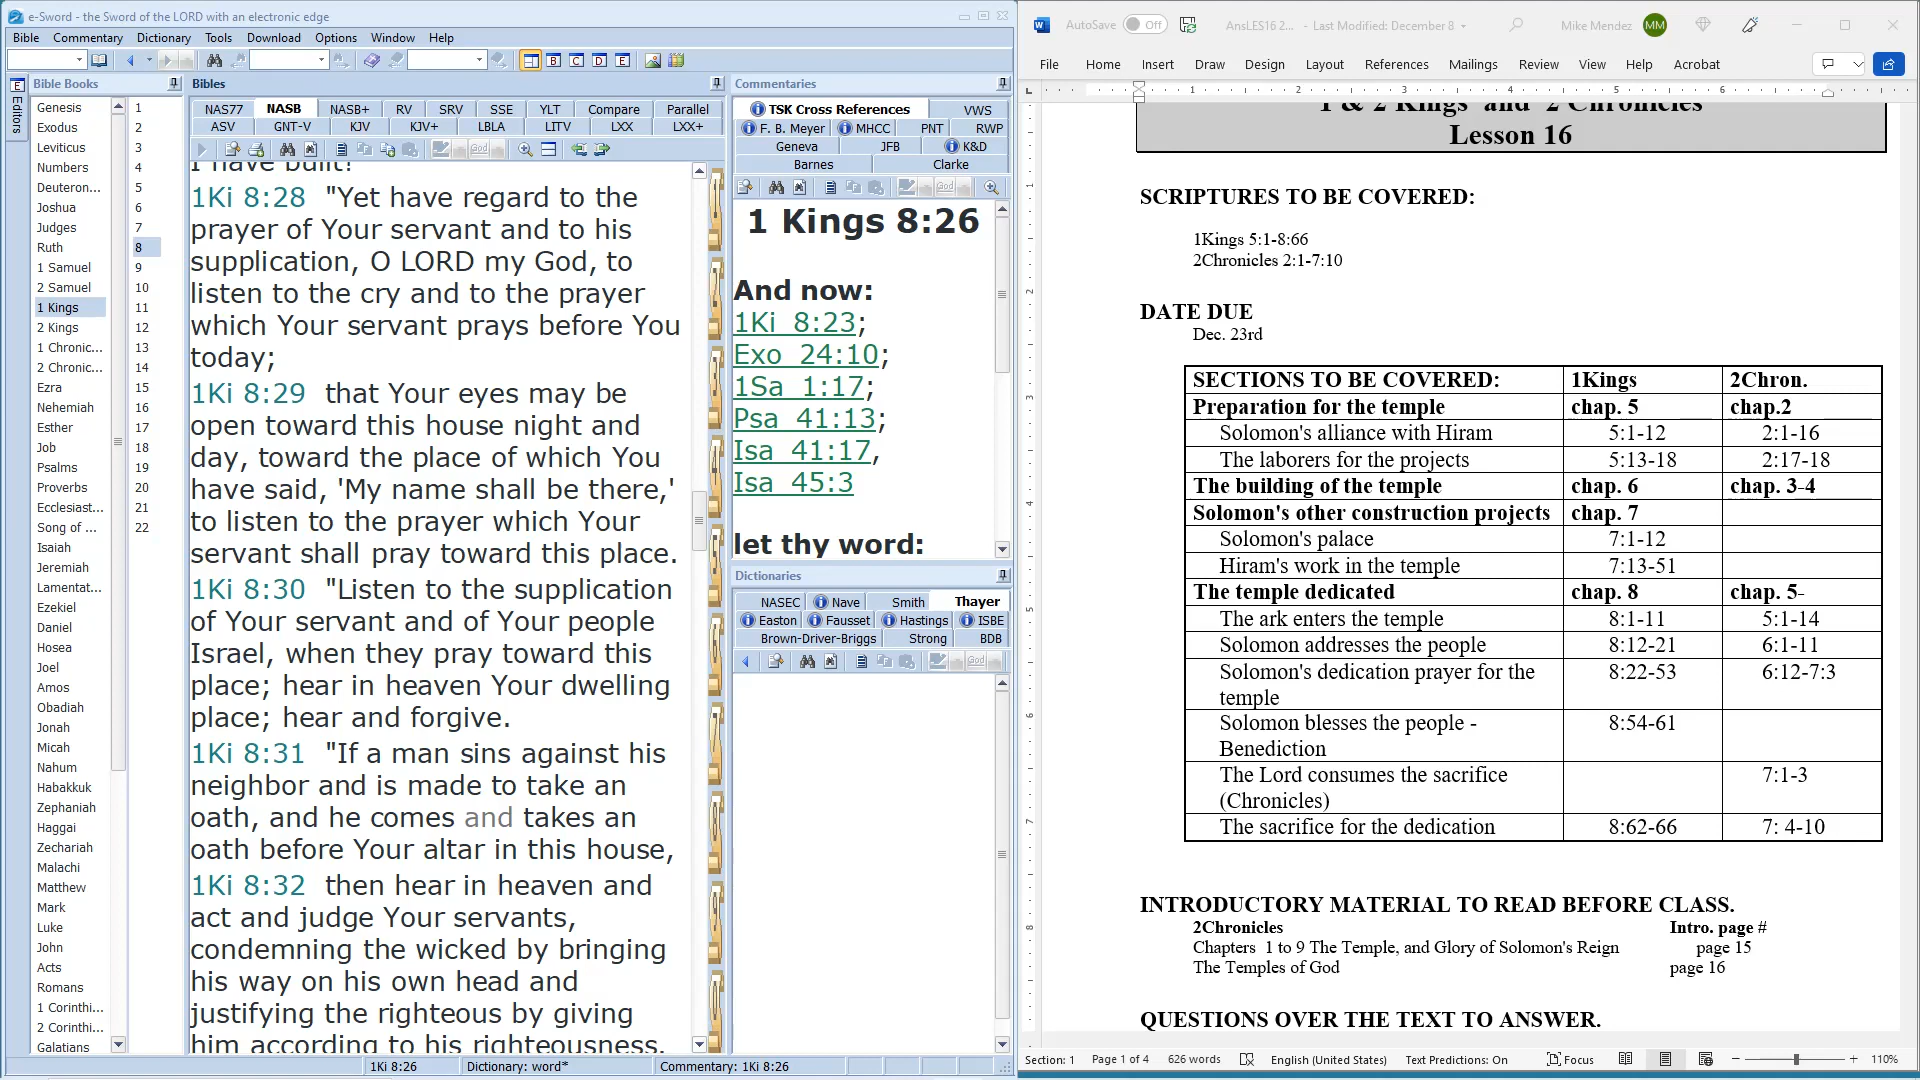 e-Sword - the Sword of the LORD with an electronic edge
Bible Commentary Dictionary Tools Download Options Window Help
Bible Books
Editors
Genesis
Exodus
Leviticus
Numbers
Deuteron...
Joshua
Judges
Ruth
1 Samuel
2 Samuel
1 Kings
2 Kings
1 Chronic...
2 Chronic...
Ezra
Nehemiah
Esther
Job
Psalms
Proverbs
Ecclesiast...
Song of ...
Isaiah
Jeremiah
Lamentat...
Ezekiel
Daniel
Hosea
Joel
Amos
Obadiah
Jonah
Micah
Nahum
Habakkuk
Zephaniah
Haggai
Zechariah
Malachi
Matthew
Mark
Luke
John
Acts
Romans
1 Corinthi...
2 Corinthi...
Galatians
1
2
3
4
5
6
7
8
9
10
11
12
13
14
15
16
17
18
19
20
21
22
Bibles
NAS77 NASB NASB+ RV SRV SSE YLT Compare Parallel
ASV GNT-V KJV KJV+ LBLA LITV LXX LXX+
I have built!
1Ki 8:28 "Yet have regard to the
prayer of Your servant and to his
supplication, O LORD my God, to
listen to the cry and to the prayer
which Your servant prays before You
today;
1Ki 8:29 that Your eyes may be
open toward this house night and
day, toward the place of which You
have said, 'My name shall be there,'
to listen to the prayer which Your
servant shall pray toward this place.
1Ki 8:30 "Listen to the supplication
of Your servant and of Your people
Israel, when they pray toward this
place; hear in heaven Your dwelling
place; hear and forgive.
1Ki 8:31 "If a man sins against his
neighbor and is made to take an
oath, and he comes and takes an
oath before Your altar in this house,
1Ki 8:32 then hear in heaven and
act and judge Your servants,
condemning the wicked by bringing
his way on his own head and
justifying the righteous by giving
him according to his righteousness.
Commentaries
TSK Cross References VWS
F. B. Meyer MHCC PNT RWP
Geneva JFB K&D
Barnes Clarke
1 Kings 8:26
And now:
1Ki 8:23;
Exo 24:10;
1Sa 1:17;
Psa 41:13;
Isa 41:17,
Isa 45:3
let thy word:
Dictionaries
NASEC Nave Smith Thayer
Easton Fausset Hastings ISBE
Brown-Driver-Briggs Strong BDB
1Ki 8:26 Dictionary: word* Commentary: 1Ki 8:26
AutoSave Off AnsLES16 2... - Last Modified: December 8 Mike Mendez MM
File Home Insert Draw Design Layout References Mailings Review View Help Acrobat
1 & 2 Kings and 2 Chronicles
Lesson 16
SCRIPTURES TO BE COVERED:
1Kings 5:1-8:66
2Chronicles 2:1-7:10
DATE DUE
Dec. 23rd
SECTIONS TO BE COVERED: 1Kings 2Chron.
Preparation for the temple chap. 5 chap.2
Solomon's alliance with Hiram 5:1-12 2:1-16
The laborers for the projects 5:13-18 2:17-18
The building of the temple chap. 6 chap. 3-4
Solomon's other construction projects chap. 7
Solomon's palace 7:1-12
Hiram's work in the temple 7:13-51
The temple dedicated chap. 8 chap. 5-
The ark enters the temple 8:1-11 5:1-14
Solomon addresses the people 8:12-21 6:1-11
Solomon's dedication prayer for the 8:22-53 6:12-7:3
temple
Solomon blesses the people - 8:54-61
Benediction
The Lord consumes the sacrifice 7:1-3
(Chronicles)
The sacrifice for the dedication 8:62-66 7: 4-10
INTRODUCTORY MATERIAL TO READ BEFORE CLASS.
2Chronicles Intro. page #
Chapters 1 to 9 The Temple, and Glory of Solomon's Reign page 15
The Temples of God page 16
QUESTIONS OVER THE TEXT TO ANSWER.
Section: 1 Page 1 of 4 626 words English (United States) Text Predictions: On Focus 110%